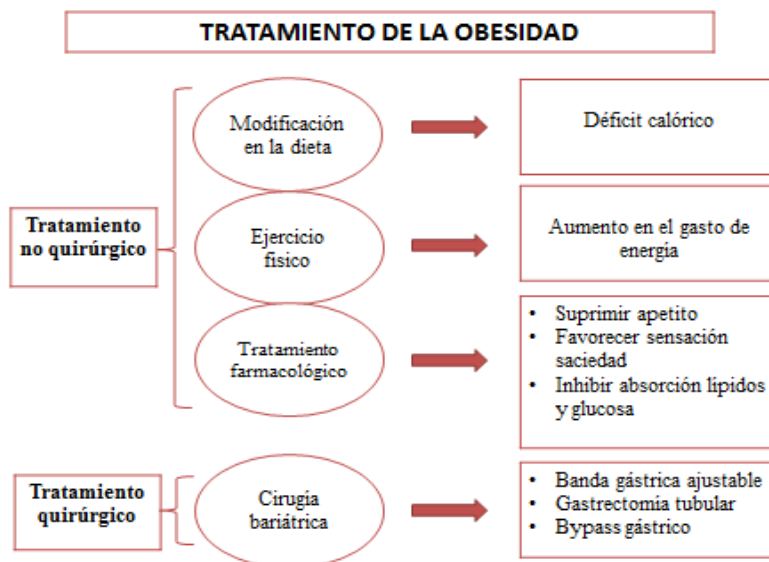 TRATAMIENTO DE LA OBESIDAD
Tratamiento
no quirúrgico
Modificación
en la dieta
Déficit calórico
Ejercicio
físico
Aumento en el gasto de
energía
Tratamiento
farmacológico
• Suprimir apetito
• Favorecer sensación
saciedad
• Inhibir absorción lípidos
y glucosa
Tratamiento
quirúrgico
Cirugía
bariátrica
• Banda gástrica ajustable
• Gastrectomía tubular
• Bypass gástrico